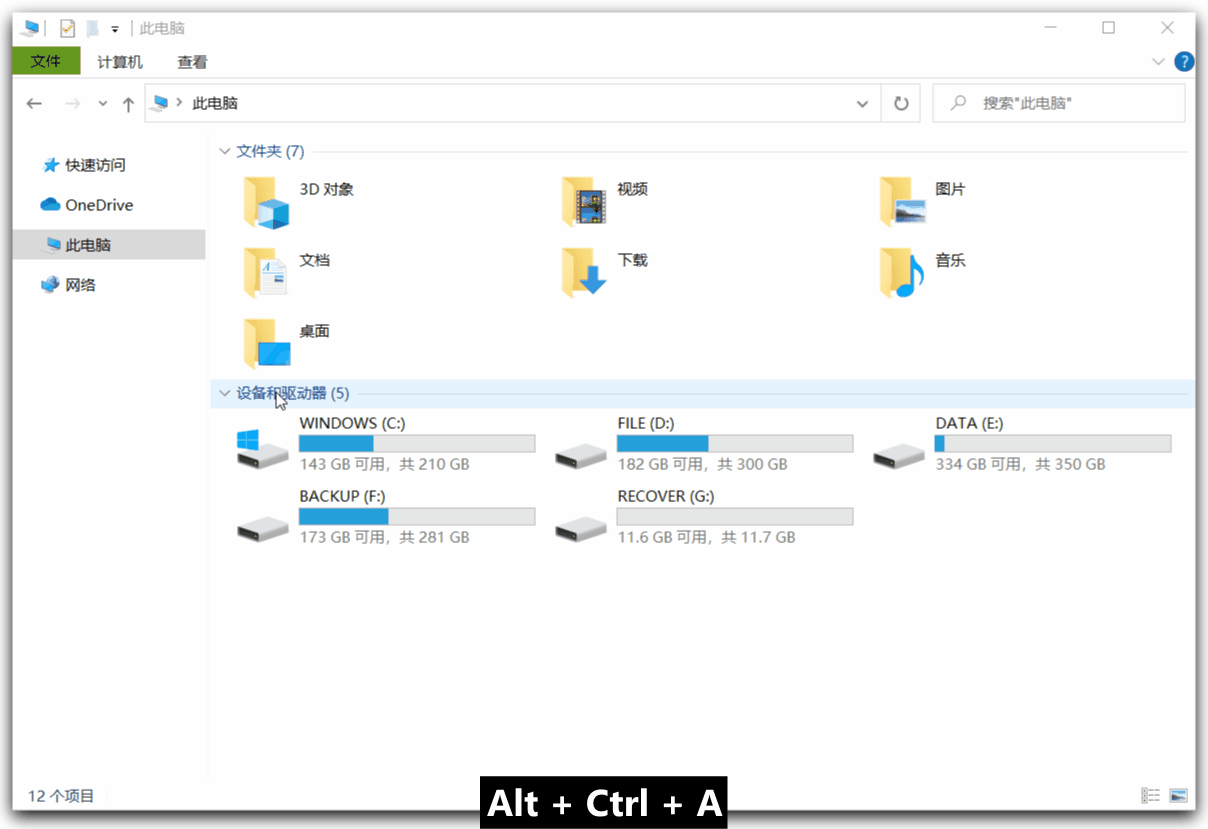 此电脑
文件 计算机 查看
?
此电脑
搜索"此电脑"
快速访问
OneDrive
此电脑
网络
文件夹 (7)
3D 对象
视频
图片
文档
下载
音乐
桌面
设备和驱动器 (5)
WINDOWS (C:)
143 GB 可用，共 210 GB
FILE (D:)
182 GB 可用，共 300 GB
DATA (E:)
334 GB 可用，共 350 GB
BACKUP (F:)
173 GB 可用，共 281 GB
RECOVER (G:)
11.6 GB 可用，共 11.7 GB
12 个项目
Alt + Ctrl + A